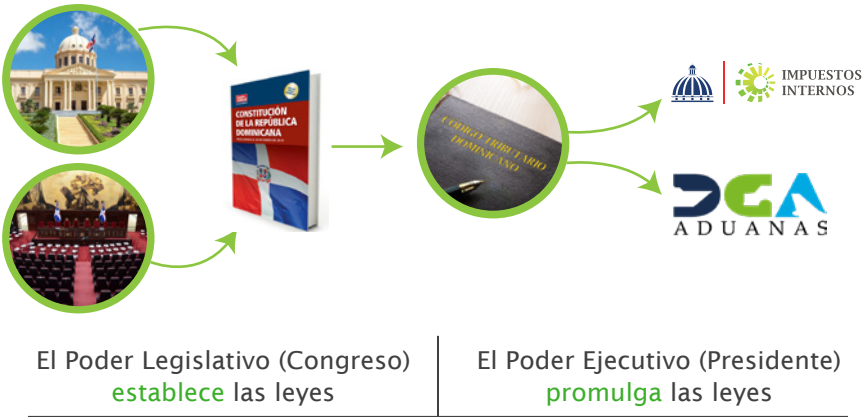 CONSTITUCIÓN
DE LA REPÚBLICA
DOMINICANA
CÓDIGO TRIBUTARIO
DOMINICANO
IMPUESTOS
INTERNOS
DGA
ADUANAS
El Poder Legislativo (Congreso)
establece las leyes
El Poder Ejecutivo (Presidente)
promulga las leyes